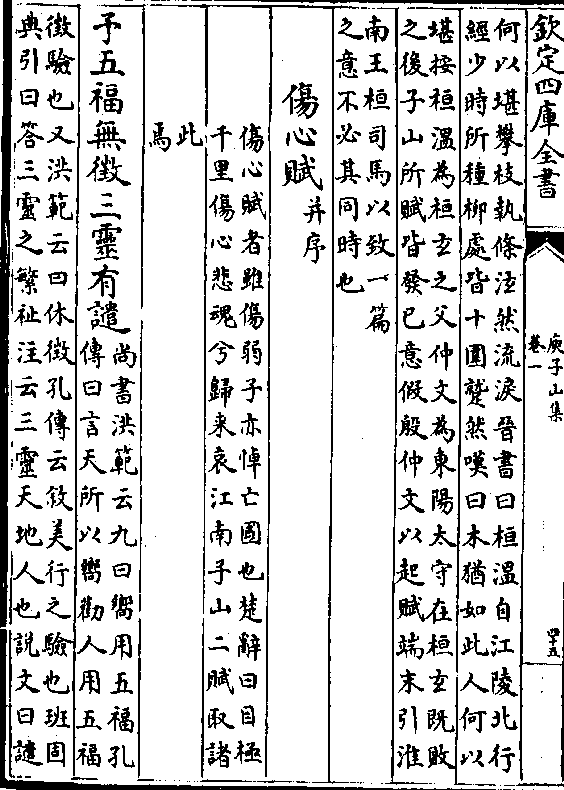 欽定四庫全書
庾子山集
卷一
四十五
何以堪攀枝執條泫然流淚晉書曰桓溫自江陵北行
經少時所種柳處皆十圍蹙然嘆曰木猶如此人何以
堪按桓溫為桓玄之父仲文為東陽太守在桓玄既敗
之後子山所賦皆發已意假殷仲文以起賦端末引淮
南王桓司馬以致一篇
之意不必其同時也
傷心賦并序
傷心賦者雖傷弱子亦悼亡國也楚辭曰目極
千里傷心悲魂兮歸來哀江南子山二賦取諸
此
焉
予五福無徵三靈有譴
尚書洪範云九曰嚮用五福孔
傳曰言天所以嚮勸人用五福
徵驗也又洪範云曰休徵孔傳云敘美行之驗也班固
典引曰答三靈之繁祉注云三靈天地人也說文曰譴